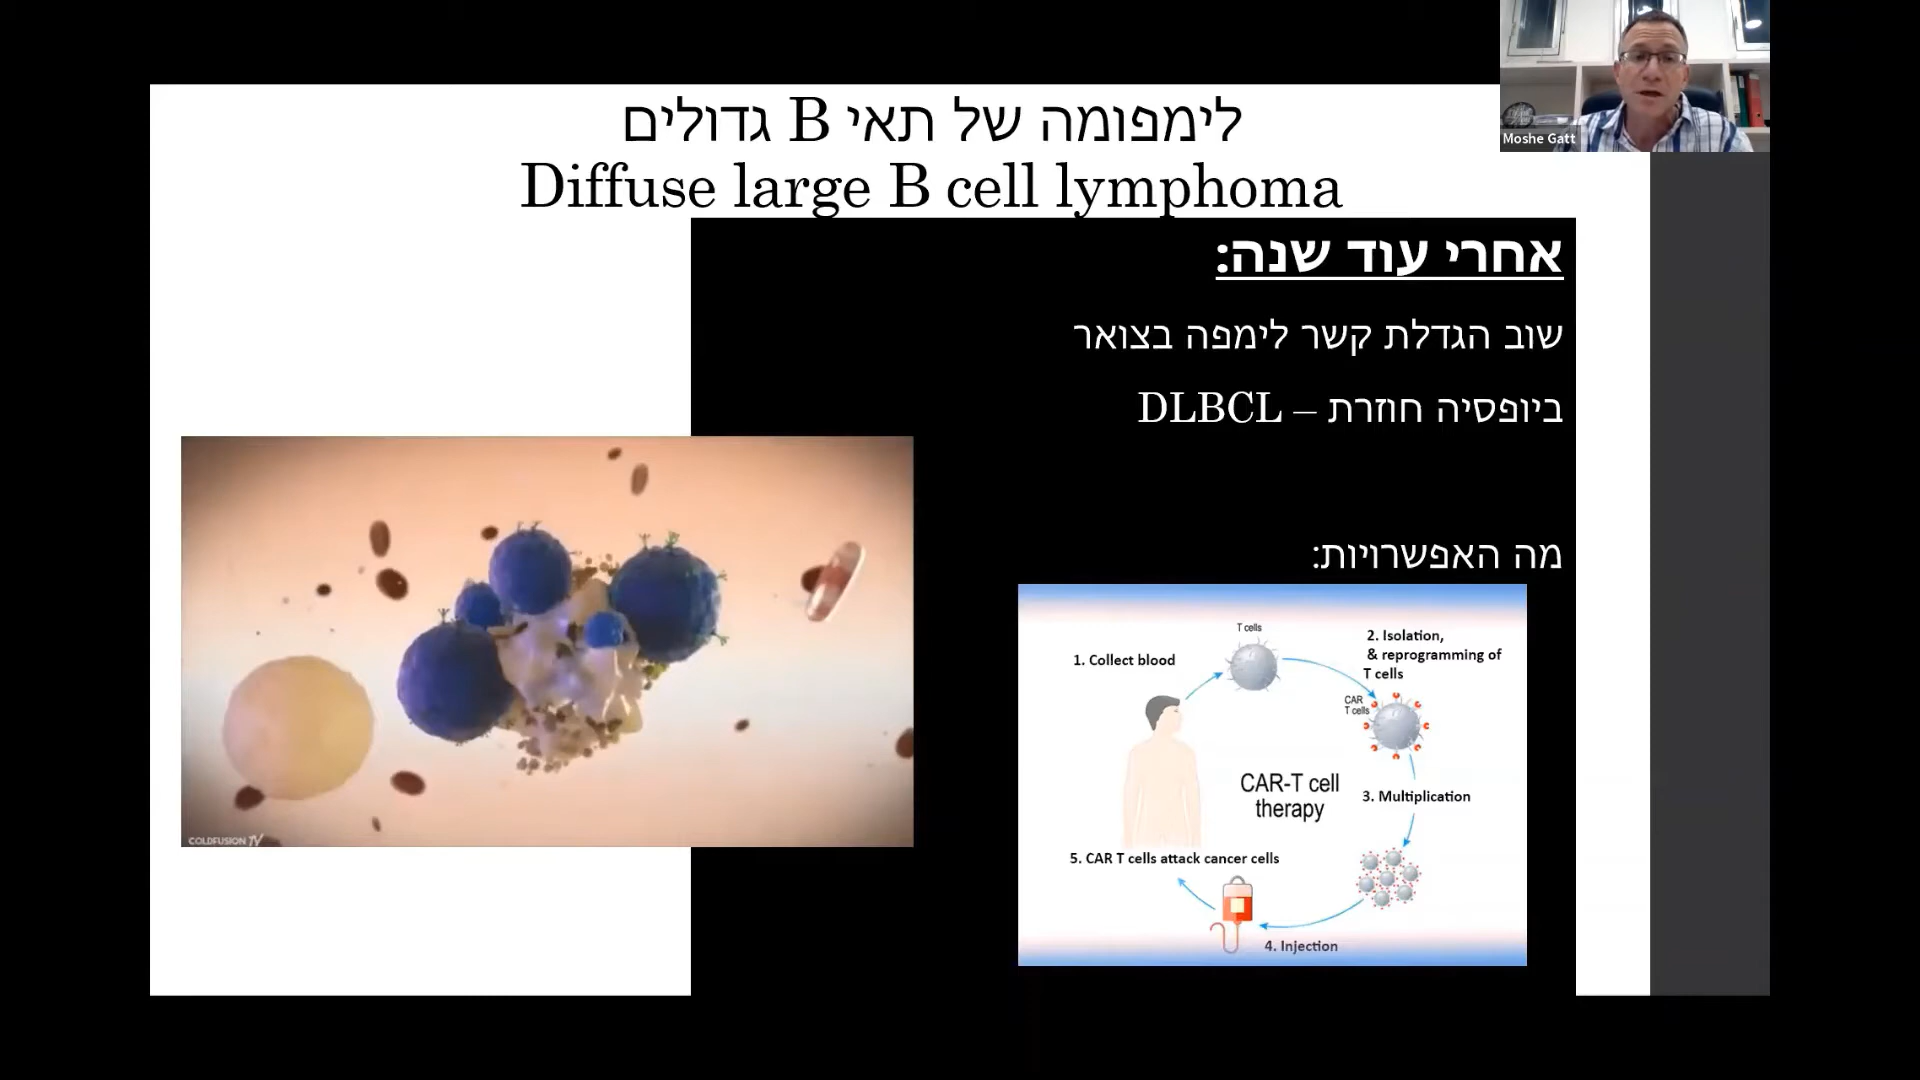 לימפומה של תאי B גדולים
Diffuse large B cell lymphoma
Moshe Gatt
אחרי עוד שנה:
שוב הגדלת קשר לימפה בצואר
ביופסיה חוזרת – DLBCL
מה האפשרויות:
COLDFUSION TV
T cells
1. Collect blood
2. Isolation,
& reprogramming of
T cells
CAR
T cells
CAR-T cell
therapy
3. Multiplication
5. CAR T cells attack cancer cells
4. Injection